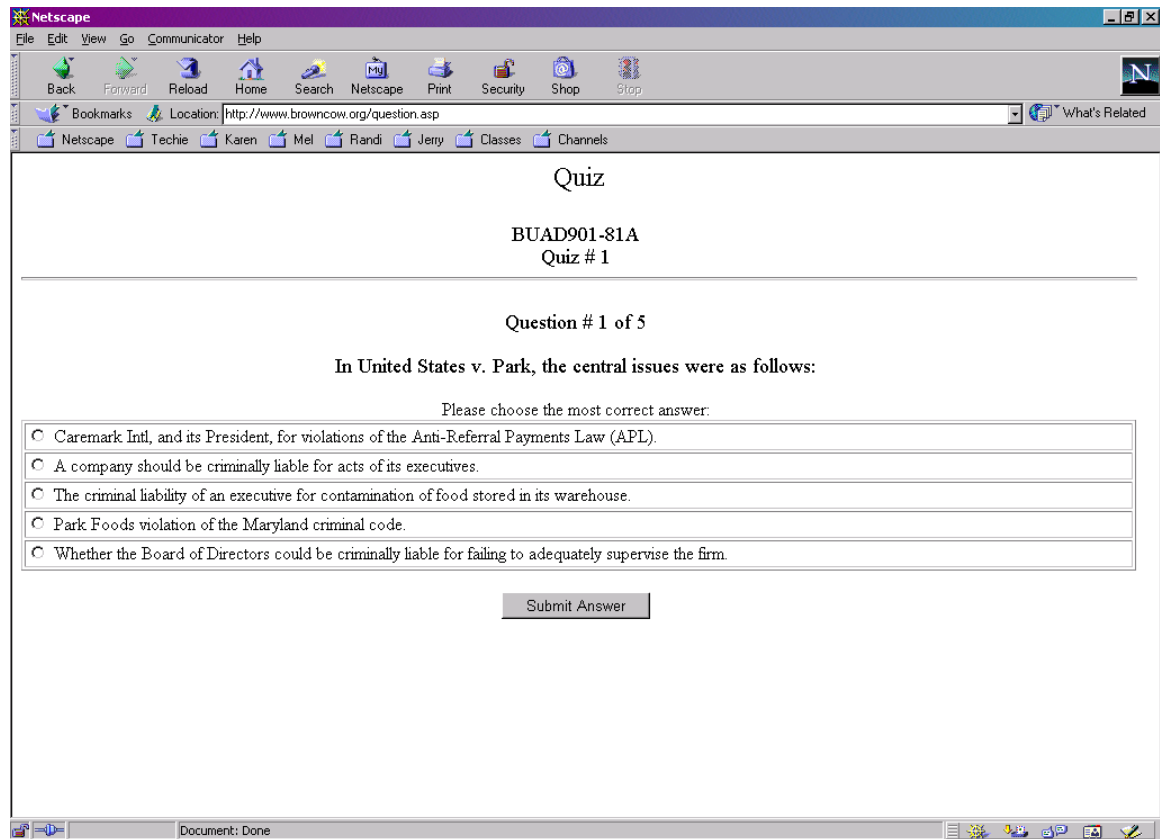 Netscape
File Edit View Go Communicator Help
My
N
Back Forward Reload Home Search Netscape Print Security Shop Stop
Bookmarks Location: http://www.browncow.org/question.asp What's Related
Netscape Techie Karen Mel Randi Jerry Classes Channels
Quiz
BUAD901-81A
Quiz # 1
Question # 1 of 5
In United States v. Park, the central issues were as follows:
Please choose the most correct answer:
Caremark Intl, and its President, for violations of the Anti-Referral Payments Law (APL).
A company should be criminally liable for acts of its executives.
The criminal liability of an executive for contamination of food stored in its warehouse.
Park Foods violation of the Maryland criminal code.
Whether the Board of Directors could be criminally liable for failing to adequately supervise the firm.
Submit Answer
Document: Done